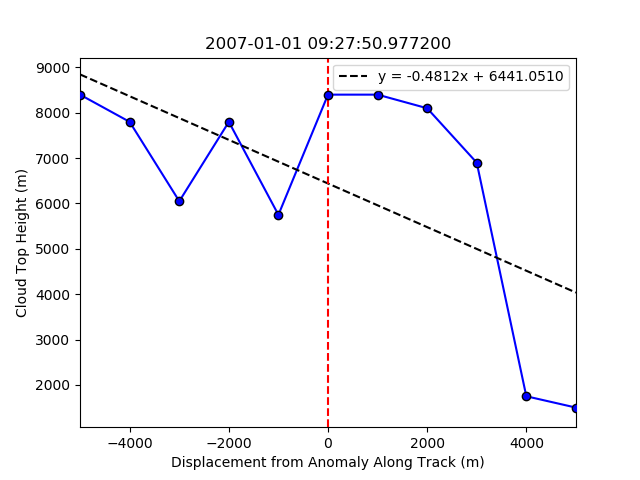 2007-01-01 09:27:50.977200
y = -0.4812x + 6441.0510
9000
8000
7000
6000
5000
4000
3000
2000
Cloud Top Height (m)
−4000 −2000 0 2000 4000
Displacement from Anomaly Along Track (m)